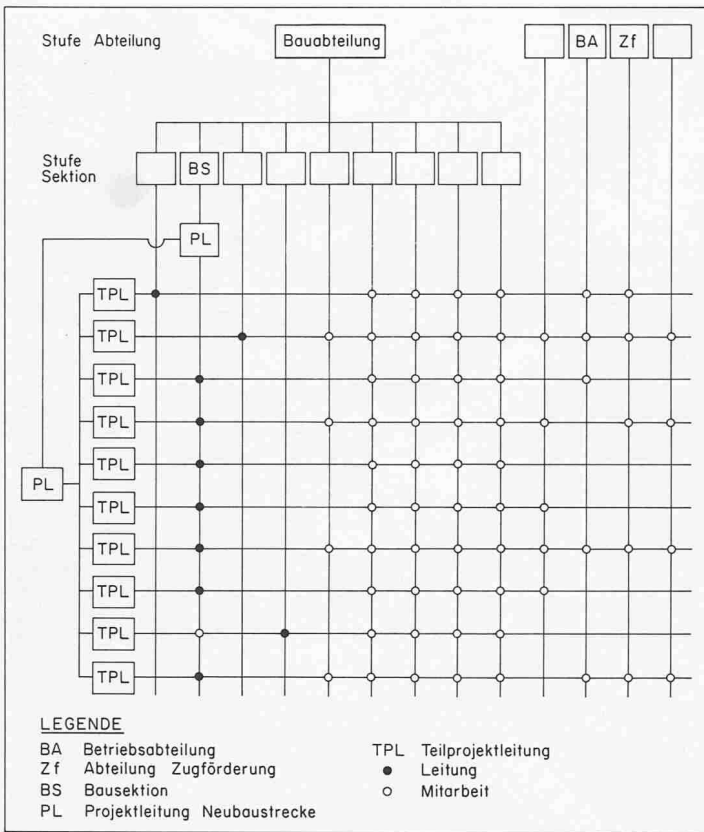 Stufe Abteilung Bauabteilung BA Zf
Stufe
Sektion BS
PL
TPL
TPL
TPL
TPL
TPL
PL
TPL
TPL
TPL
TPL
TPL
LEGENDE
BA Betriebsabteilung TPL Teilprojektleitung
Zf Abteilung Zugförderung ● Leitung
BS Bausektion ○ Mitarbeit
PL Projektleitung Neubaustrecke